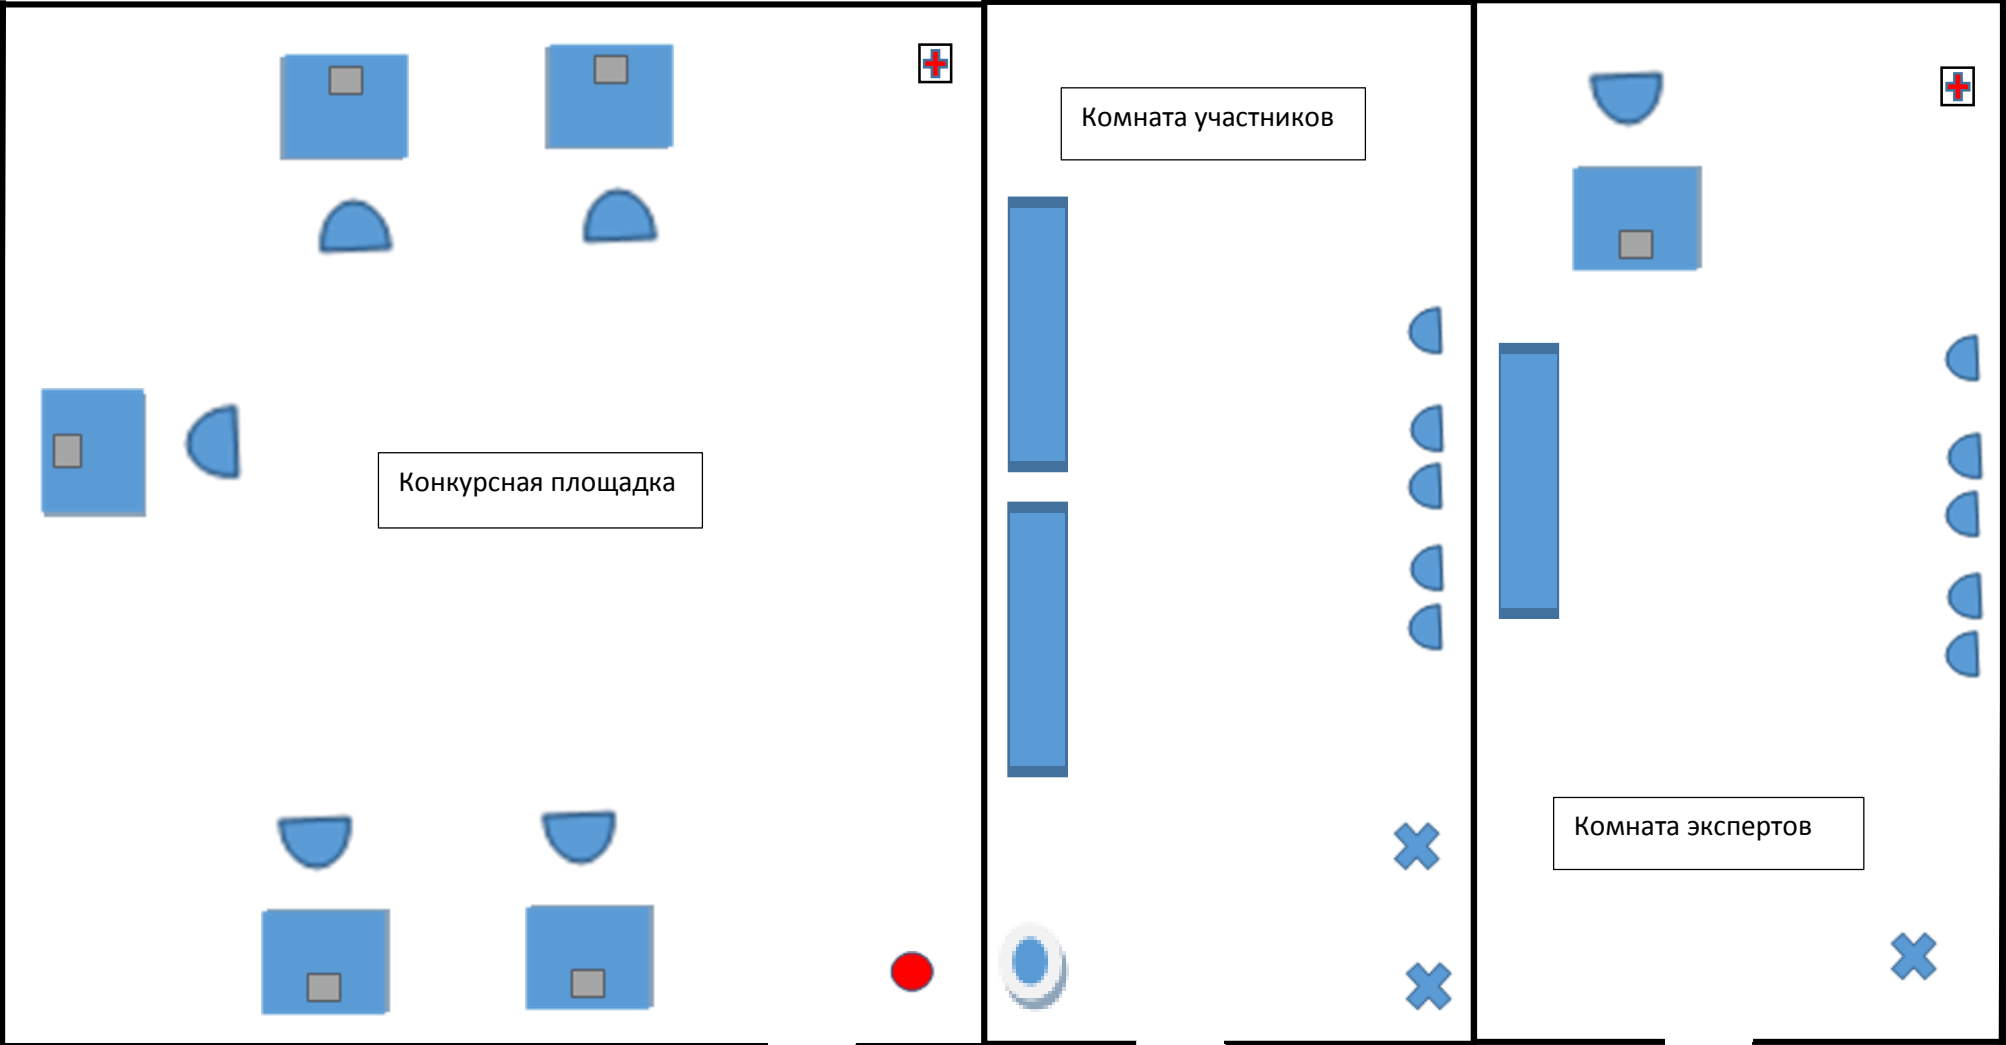 Комната участников
Конкурсная площадка
Комната экспертов